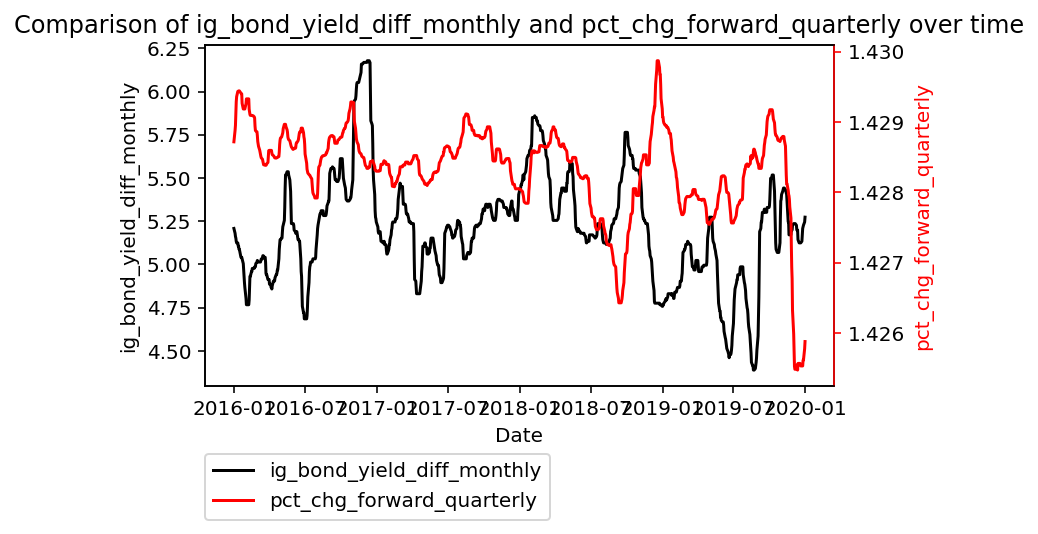 Comparison of ig_bond_yield_diff_monthly and pct_chg_forward_quarterly over time
6.25
6.00
5.75
5.50
5.25
5.00
4.75
4.50
ig_bond_yield_diff_monthly
1.430
1.429
1.428
1.427
1.426
pct_chg_forward_quarterly
2016-01 2016-07 2017-01 2017-07 2018-01 2018-07 2019-01 2019-07 2020-01
Date
ig_bond_yield_diff_monthly
pct_chg_forward_quarterly